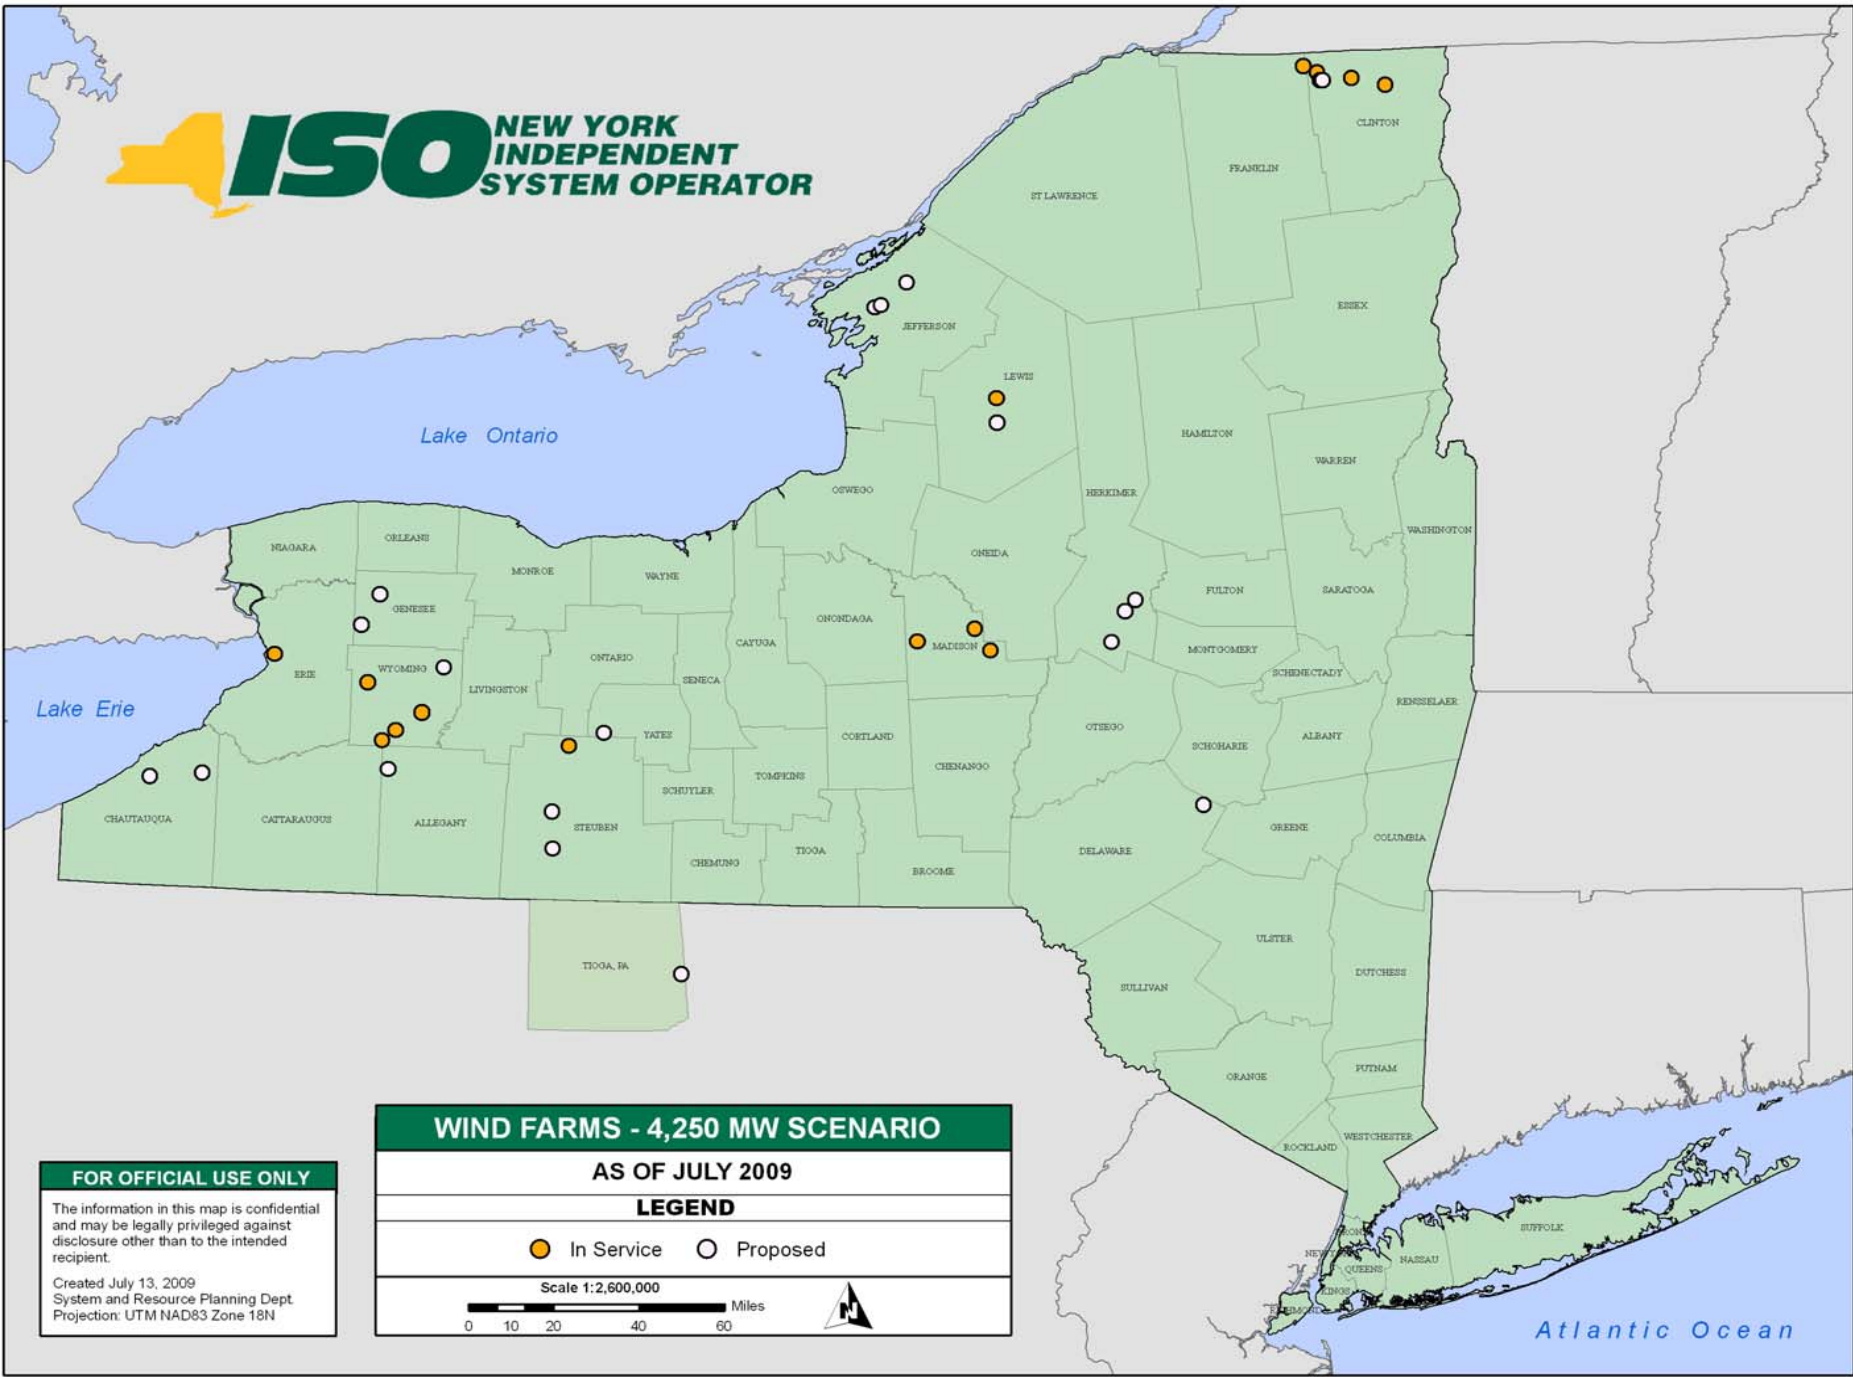 ISO
NEW YORK
INDEPENDENT
SYSTEM OPERATOR
CLINTON
FRANKLIN
ST LAWRENCE
ESSEX
JEFFERSON
LEWIS
HAMILTON
Lake Ontario
WARREN
OSWEGO
HERKIMER
WASHINGTON
NIAGARA
ORLEANS
ONEIDA
MONROE
WAYNE
GENESEE
FULTON
SARATOGA
ONONDAGA
CAYUGA
MADISON
MONTGOMERY
ONTARIO
WYOMING
ERIE
SCHENECTADY
SENECA
LIVINGSTON
RENSSELAER
Lake Erie
OTSEGO
YATES
CORTLAND
ALBANY
SCHOHARIE
CHENANGO
TOMPKINS
SCHUYLER
CHAUTAUQUA
CATTARAUGUS
ALLEGANY
STEUBEN
GREENE
COLUMBIA
TIOGA
DELAWARE
CHEMUNG
BROOME
ULSTER
TIOGA, PA
DUTCHESS
SULLIVAN
PUTNAM
ORANGE
WESTCHESTER
ROCKLAND
SUFFOLK
NASSAU
QUEENS
KINGS
RICHMOND
Atlantic Ocean
WIND FARMS - 4,250 MW SCENARIO
AS OF JULY 2009
LEGEND
In Service
Proposed
Scale 1:2,600,000
Miles
0 10 20 40 60
N
FOR OFFICIAL USE ONLY
The information in this map is confidential
and may be legally privileged against
disclosure other than to the intended
recipient.
Created July 13, 2009
System and Resource Planning Dept.
Projection: UTM NAD83 Zone 18N